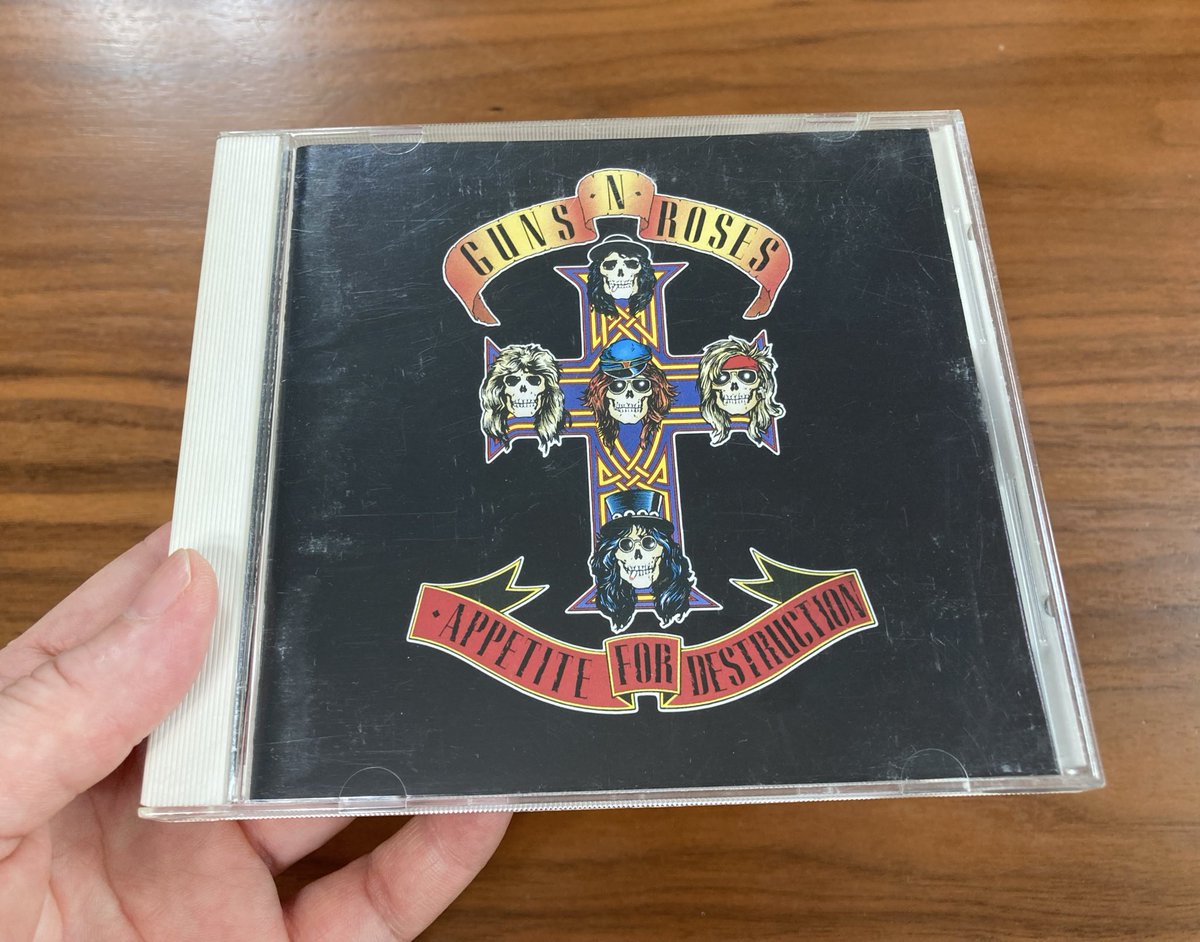 GUNS ·N· ROSES
·APPETITE FOR DESTRUCTION